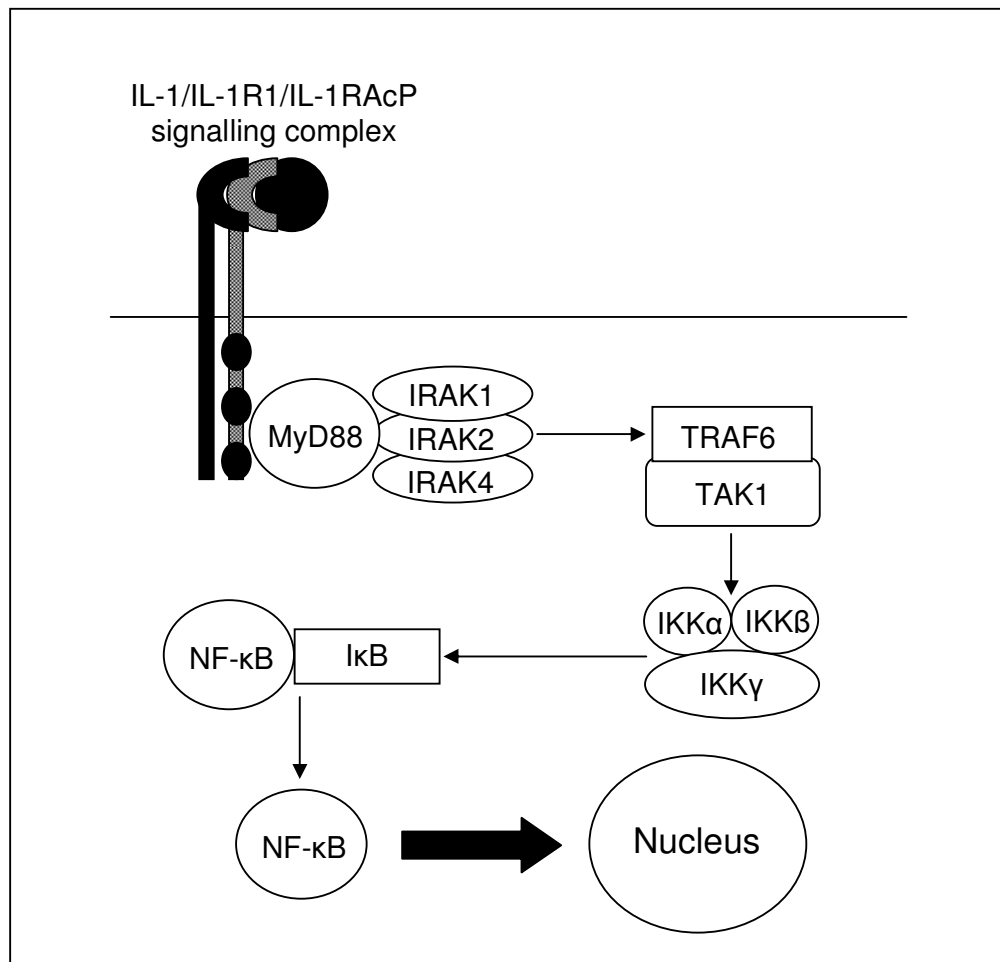 IL-1/IL-1R1/IL-1RAcP
signalling complex
MyD88
IRAK1
IRAK2
IRAK4
TRAF6
TAK1
IKKα
IKKβ
IKKγ
NF-κB
IκB
NF-κB
Nucleus